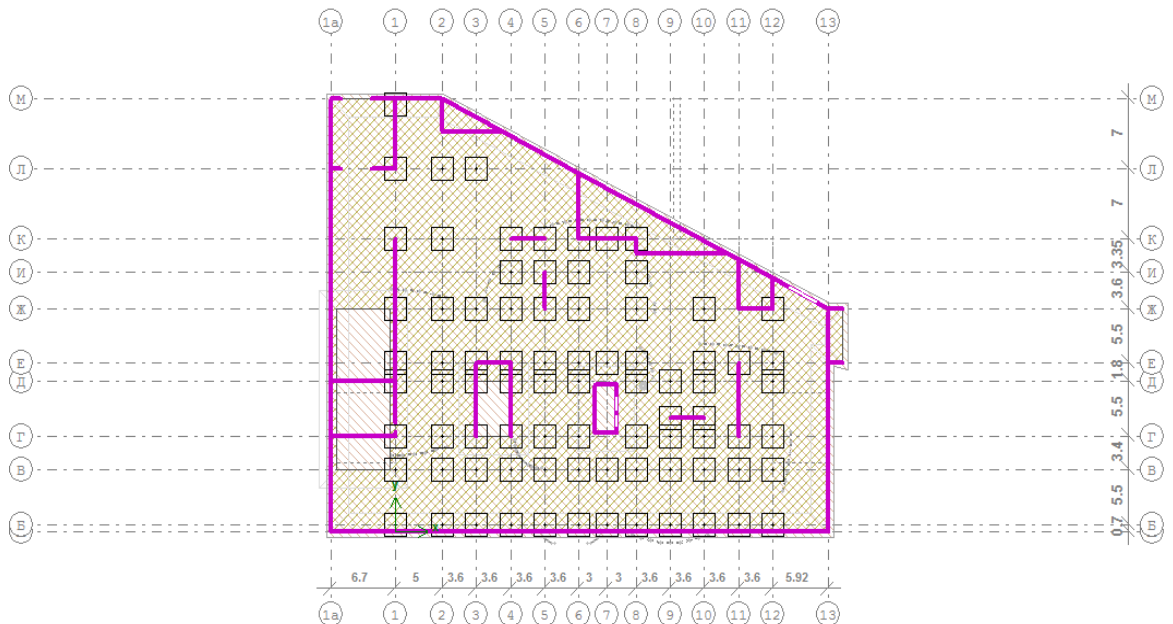 1а 1 2 3 4 5 6 7 8 9 10 11 12 13
М М
7
Л Л
7
К К
3.35
И И
3.6
Ж Ж
5.5
Е Е
1.8
Д Д
5.5
Г Г
3.4
В В
y
5.5
Б Б
0.7
x
6.7 5 3.6 3.6 3.6 3.6 3 3 3.6 3.6 3.6 3.6 5.92
1а 1 2 3 4 5 6 7 8 9 10 11 12 13